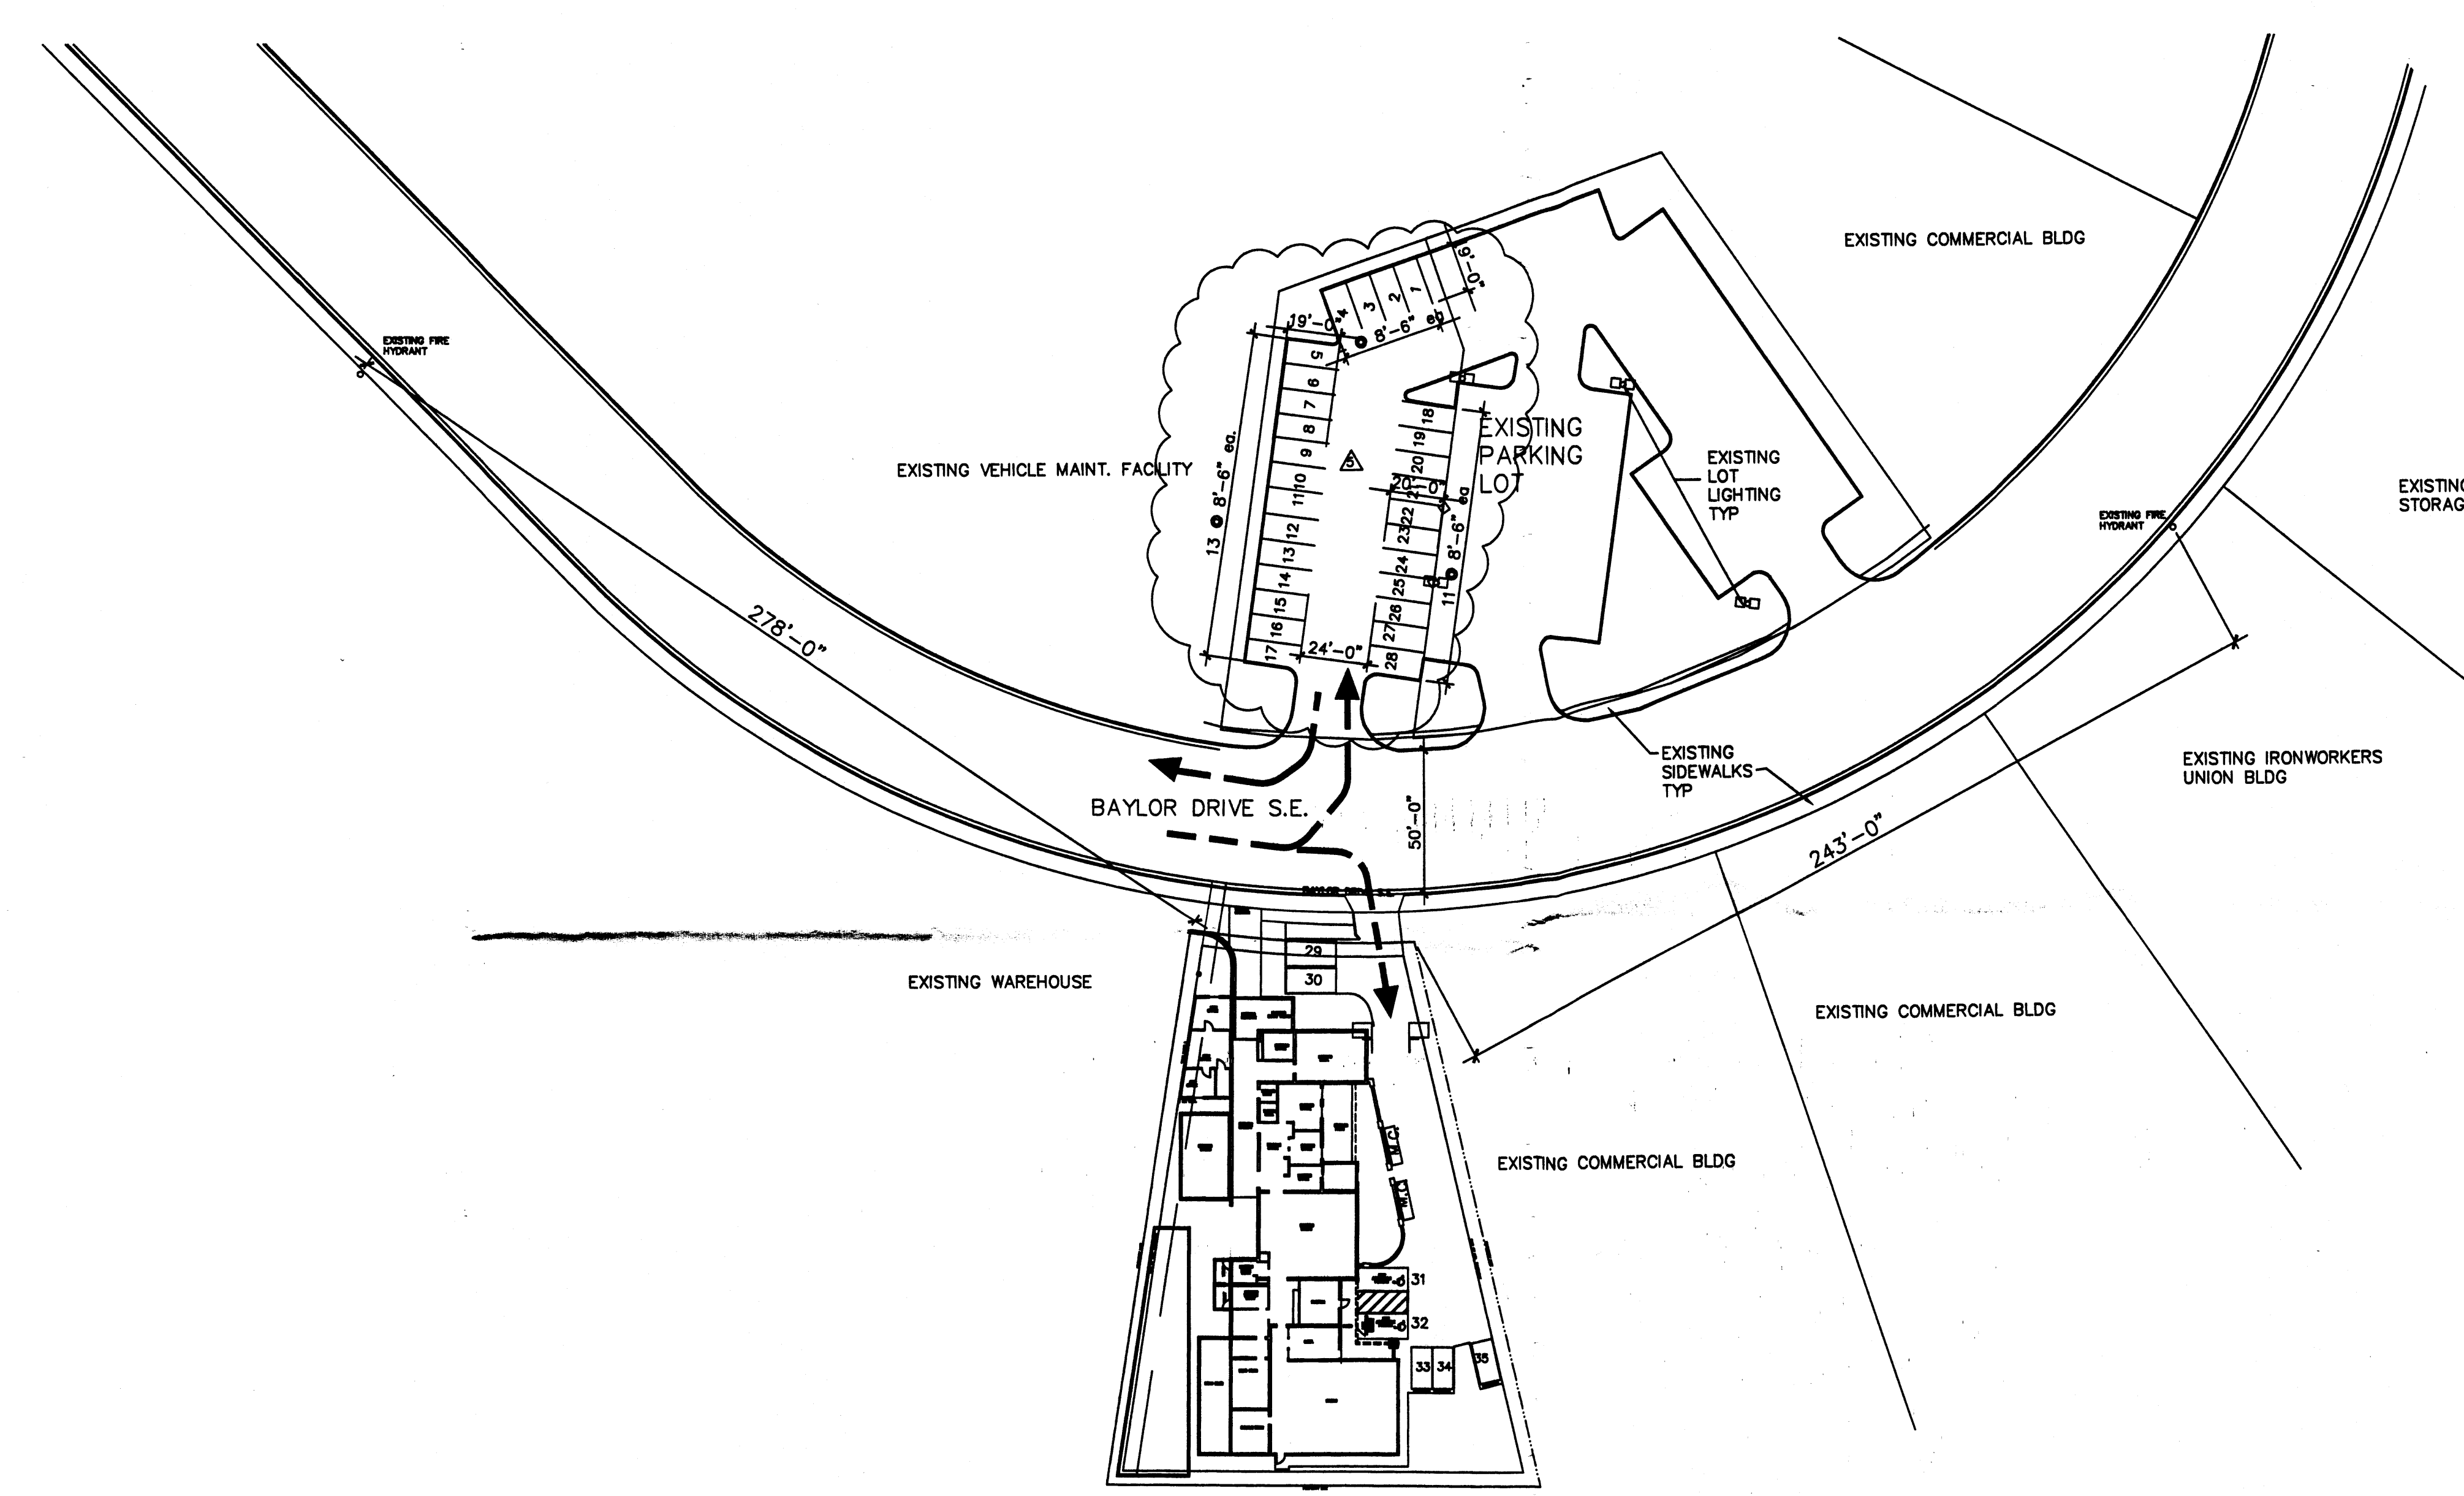 EXISTING COMMERCIAL BLDG
9'-0"
1
2
3
4
19'-0"
8'-6" ea
EXISTING FIRE
HYDRANT
5
6
7
8
9
10
11
12
13
14
15
16
17
13 @ 8'-6" ea.
EXISTING VEHICLE MAINT. FACILITY
5
18
19
20
21
22
23
24
25
26
27
28
20'-0"
11 @ 8'-6" ea
24'-0"
EXISTING
PARKING
LOT
EXISTING
LOT
LIGHTING
TYP
EXISTING FIRE
HYDRANT
EXISTING
STORAG
278'-0"
EXISTING
SIDEWALKS
TYP
EXISTING IRONWORKERS
UNION BLDG
BAYLOR DRIVE S.E.
50'-0"
243'-0"
BAYLOR DRIVE S.E.
29
30
EXISTING WAREHOUSE
EXISTING COMMERCIAL BLDG
M.C.
M.C.
EXISTING COMMERCIAL BLDG
31
32
33
34
35